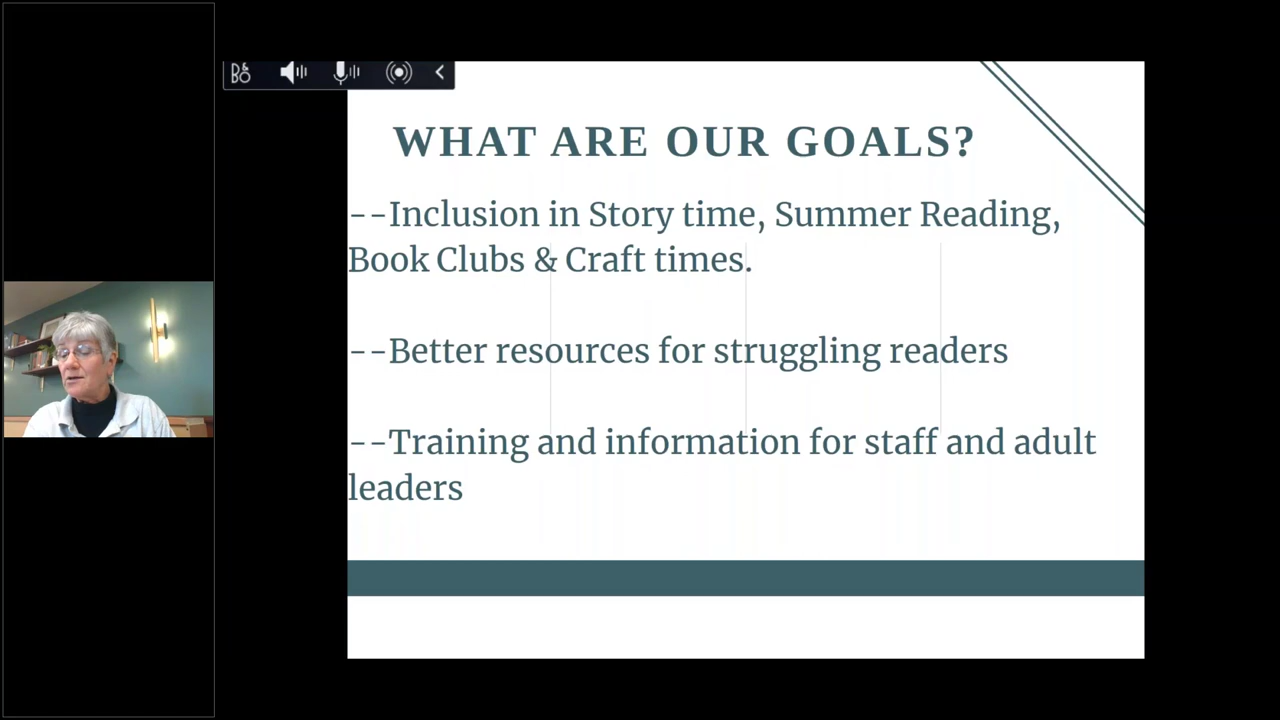 B&O
WHAT ARE OUR GOALS?
--Inclusion in Story time, Summer Reading,
Book Clubs & Craft times.
--Better resources for struggling readers
--Training and information for staff and adult
leaders